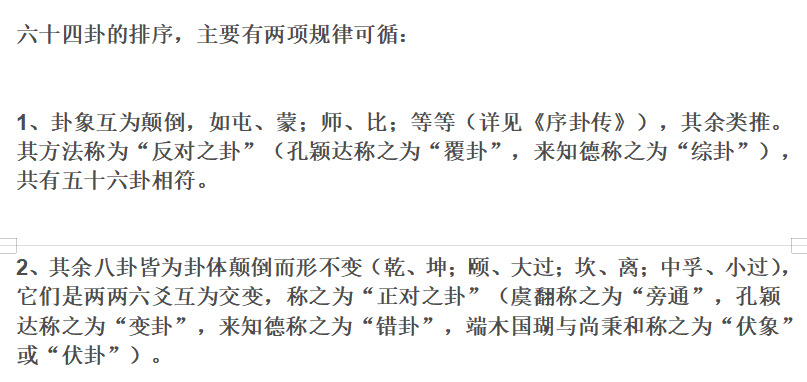 六十四卦的排序，主要有两项规律可循：
1、卦象互为颠倒，如屯、蒙；师、比；等等（详见《序卦传》），其余类推。
其方法称为“反对之卦”（孔颖达称之为“覆卦”，来知德称之为“综卦”），
共有五十六卦相符。
2、其余八卦皆为卦体颠倒而形不变（乾、坤；颐、大过；坎、离；中孚、小过），
它们是两两六爻互为交变，称之为“正对之卦”（虞翻称之为“旁通”，孔颖
达称之为“变卦”，来知德称之为“错卦”，端木国瑚与尚秉和称之为“伏象”
或“伏卦”）。